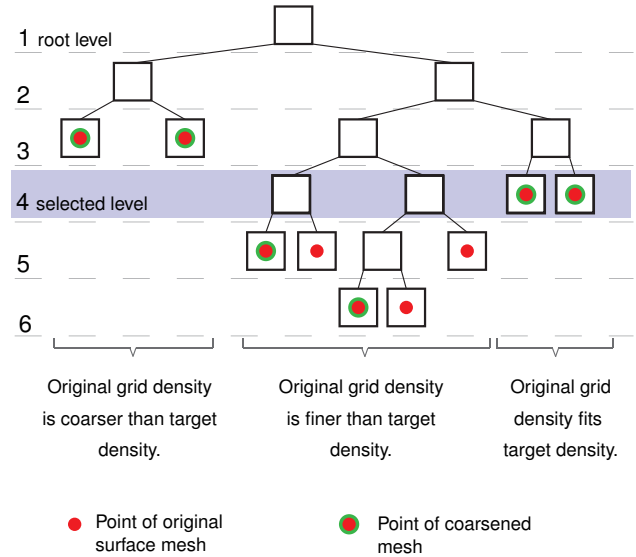 1 root level
2
3
4 selected level
5
6
Original grid density
is coarser than target
density.
Original grid density
is finer than target
density.
Original grid
density fits
target density.
Point of original
surface mesh
Point of coarsened
mesh